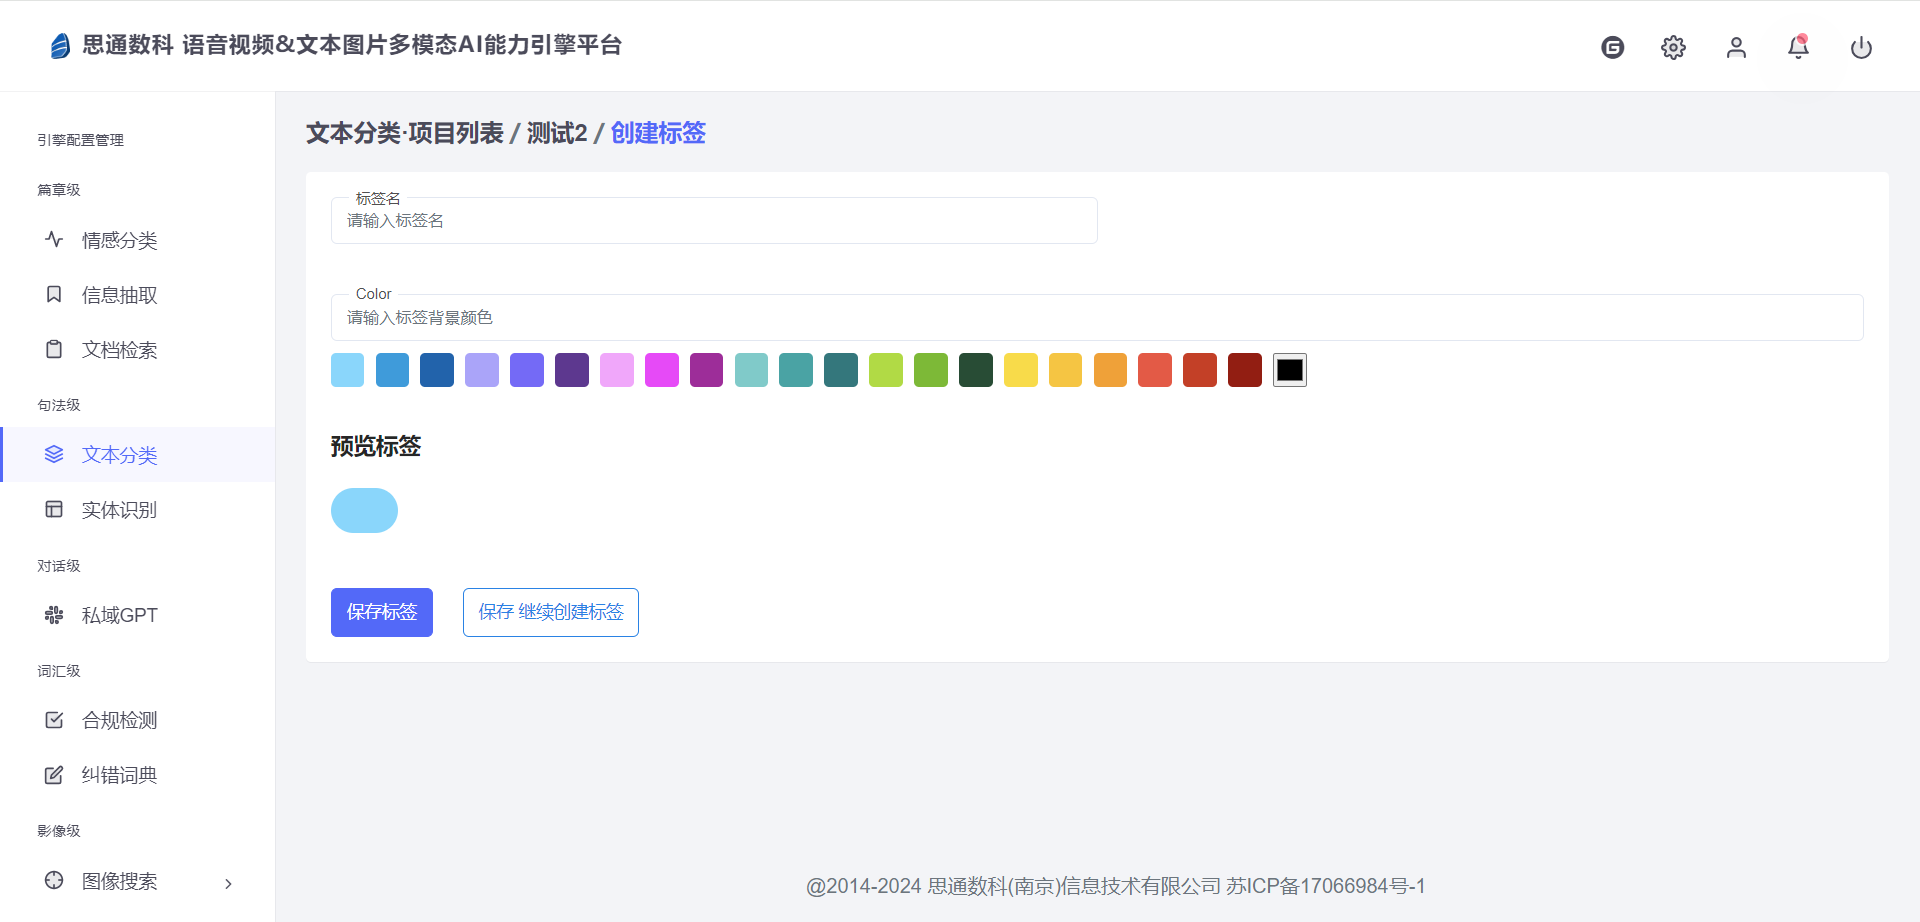 思通数科 语音视频&文本图片多模态AI能力引擎平台
引擎配置管理
篇章级
情感分类
信息抽取
文档检索
句法级
文本分类
实体识别
对话级
私域GPT
词汇级
合规检测
纠错词典
影像级
图像搜索
文本分类·项目列表 / 测试2 / 创建标签
标签名
请输入标签名
Color
请输入标签背景颜色
预览标签
保存标签
保存 继续创建标签
@2014-2024 思通数科(南京)信息技术有限公司 苏ICP备17066984号-1